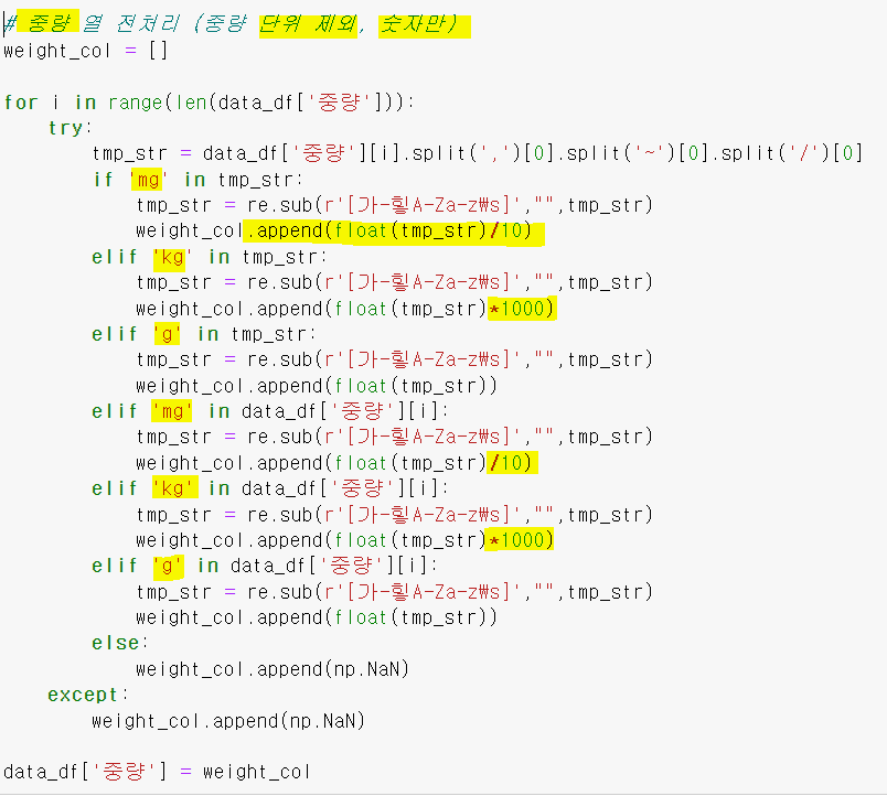 # 중량 열 전처리 (중량 단위 제외, 숫자만)
weight_col = []
for i in range(len(data_df['중량'])):
try:
tmp_str = data_df['중량'][i].split(',')[0].split('~')[0].split('/')[0]
if 'mg' in tmp_str:
tmp_str = re.sub(r'[가-힣A-Za-z₩s]',"",tmp_str)
weight_col.append(float(tmp_str)/10)
elif 'kg' in tmp_str:
tmp_str = re.sub(r'[가-힣A-Za-z₩s]',"",tmp_str)
weight_col.append(float(tmp_str)*1000)
elif 'g' in tmp_str:
tmp_str = re.sub(r'[가-힣A-Za-z₩s]',"",tmp_str)
weight_col.append(float(tmp_str))
elif 'mg' in data_df['중량'][i]:
tmp_str = re.sub(r'[가-힣A-Za-z₩s]',"",tmp_str)
weight_col.append(float(tmp_str)/10)
elif 'kg' in data_df['중량'][i]:
tmp_str = re.sub(r'[가-힣A-Za-z₩s]',"",tmp_str)
weight_col.append(float(tmp_str)*1000)
elif 'g' in data_df['중량'][i]:
tmp_str = re.sub(r'[가-힣A-Za-z₩s]',"",tmp_str)
weight_col.append(float(tmp_str))
else:
weight_col.append(np.NaN)
except:
weight_col.append(np.NaN)
data_df['중량'] = weight_col